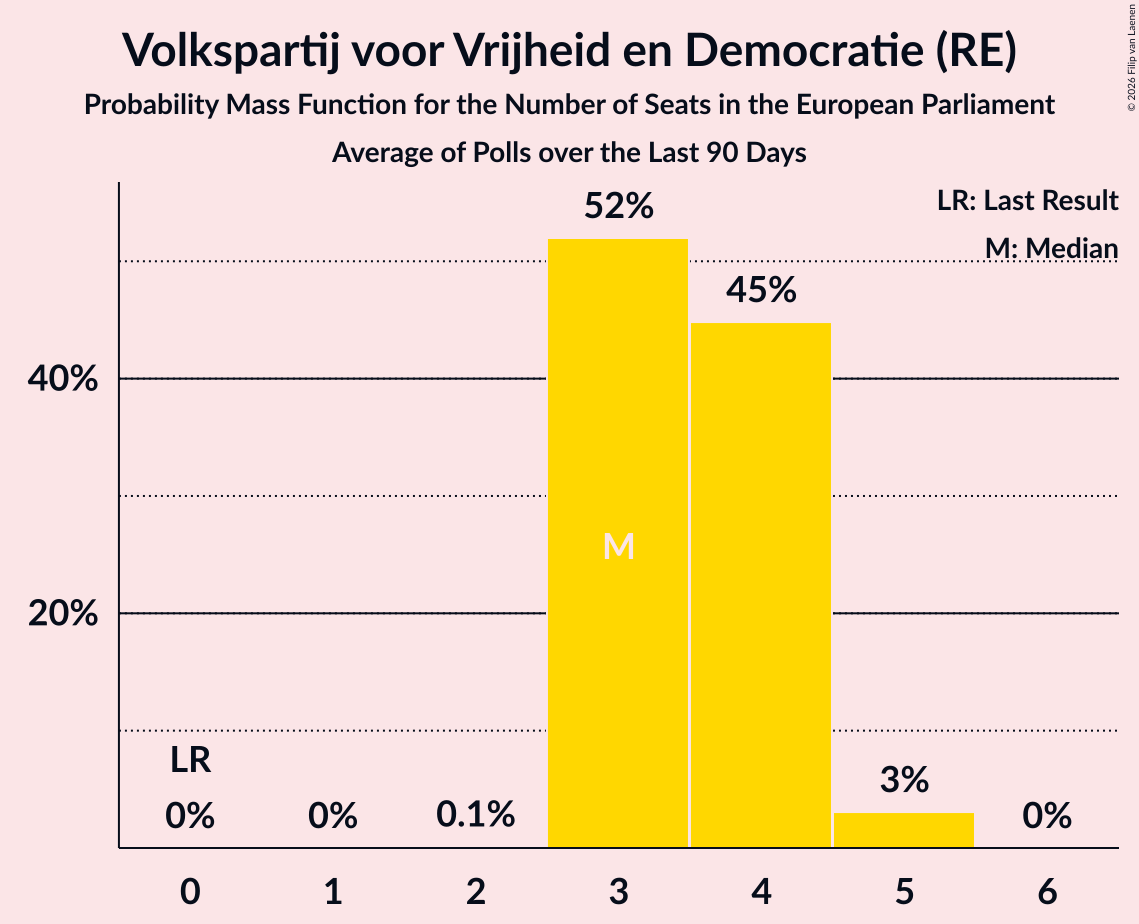 Volkspartij voor Vrijheid en Democratie (RE)
Probability Mass Function for the Number of Seats in the European Parliament
Average of Polls over the Last 90 Days
© 2026 Filip van Laenen
LR: Last Result
M: Median
52%
45%
40%
M
20%
LR
0%
0%
0.1%
3%
0%
0
1
2
3
4
5
6